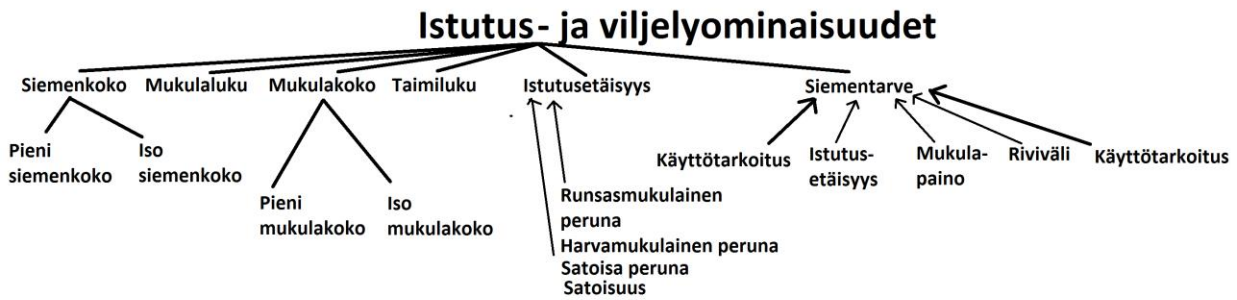 Istutus- ja viljelyominaisuudet
Siemenkoko Mukulaluku Mukulakoko Taimiluku Istutusetäisyys Siementarve
Pieni siemenkoko
Iso siemenkoko
Pieni mukulakoko
Iso mukulakoko
Runsasmukulainen peruna
Harvamukulainen peruna
Satoisa peruna
Satoisuus
Käyttötarkoitus
Istutus-
etäisyys
Mukula-
paino
Riviväli
Käyttötarkoitus